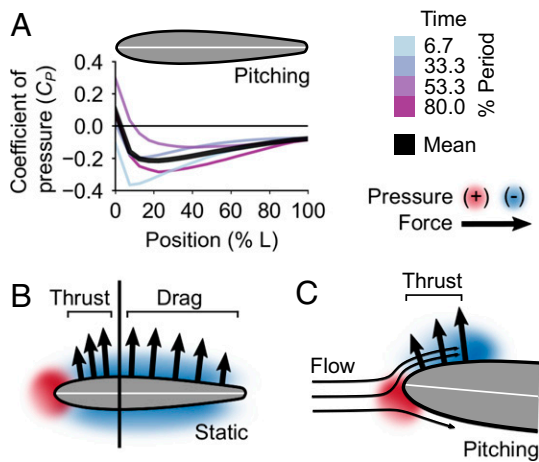 A
Pitching
Coefficient of
pressure (CP)
0.4
0.2
0.0
−0.2
−0.4
0 20 40 60 80 100
Position (% L)
Time
6.7
33.3
53.3
80.0
% Period
Mean
Pressure (+) (-)
Force
B
Thrust Drag
Static
C
Thrust
Flow
Pitching